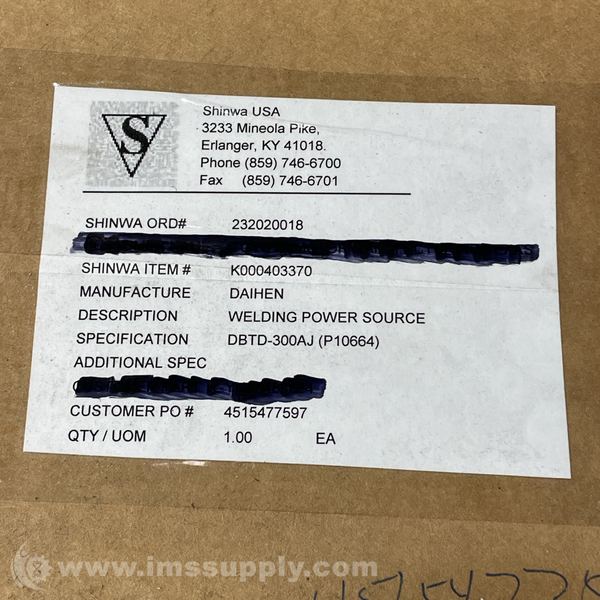 S
Shinwa USA
3233 Mineola Pike,
Erlanger, KY 41018.
Phone (859) 746-6700
Fax (859) 746-6701
SHINWA ORD# 232020018
SHINWA ITEM # K000403370
MANUFACTURE DAIHEN
DESCRIPTION WELDING POWER SOURCE
SPECIFICATION DBTD-300AJ (P10664)
ADDITIONAL SPEC
CUSTOMER PO # 4515477597
QTY / UOM 1.00 EA
www.imssupply.com